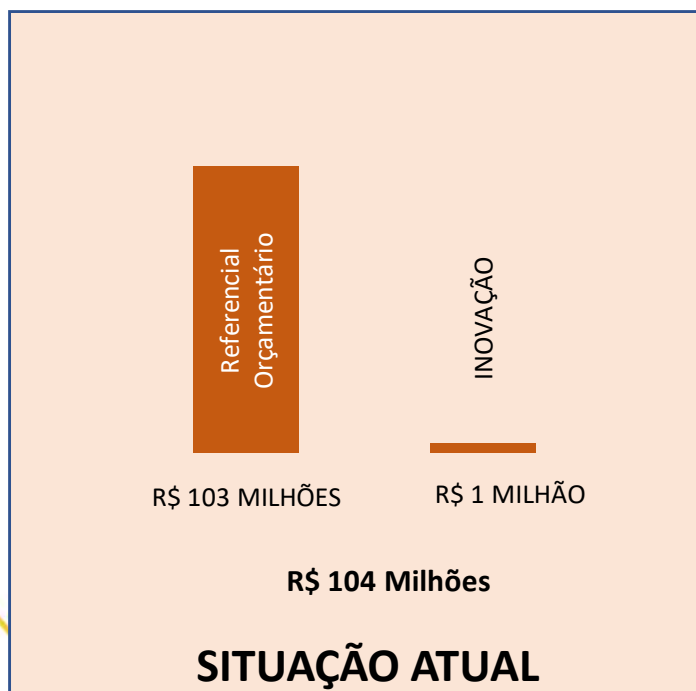 Referencial
Orçamentário
INOVAÇÃO
R$ 103 MILHÕES
R$ 1 MILHÃO
R$ 104 Milhões
SITUAÇÃO ATUAL